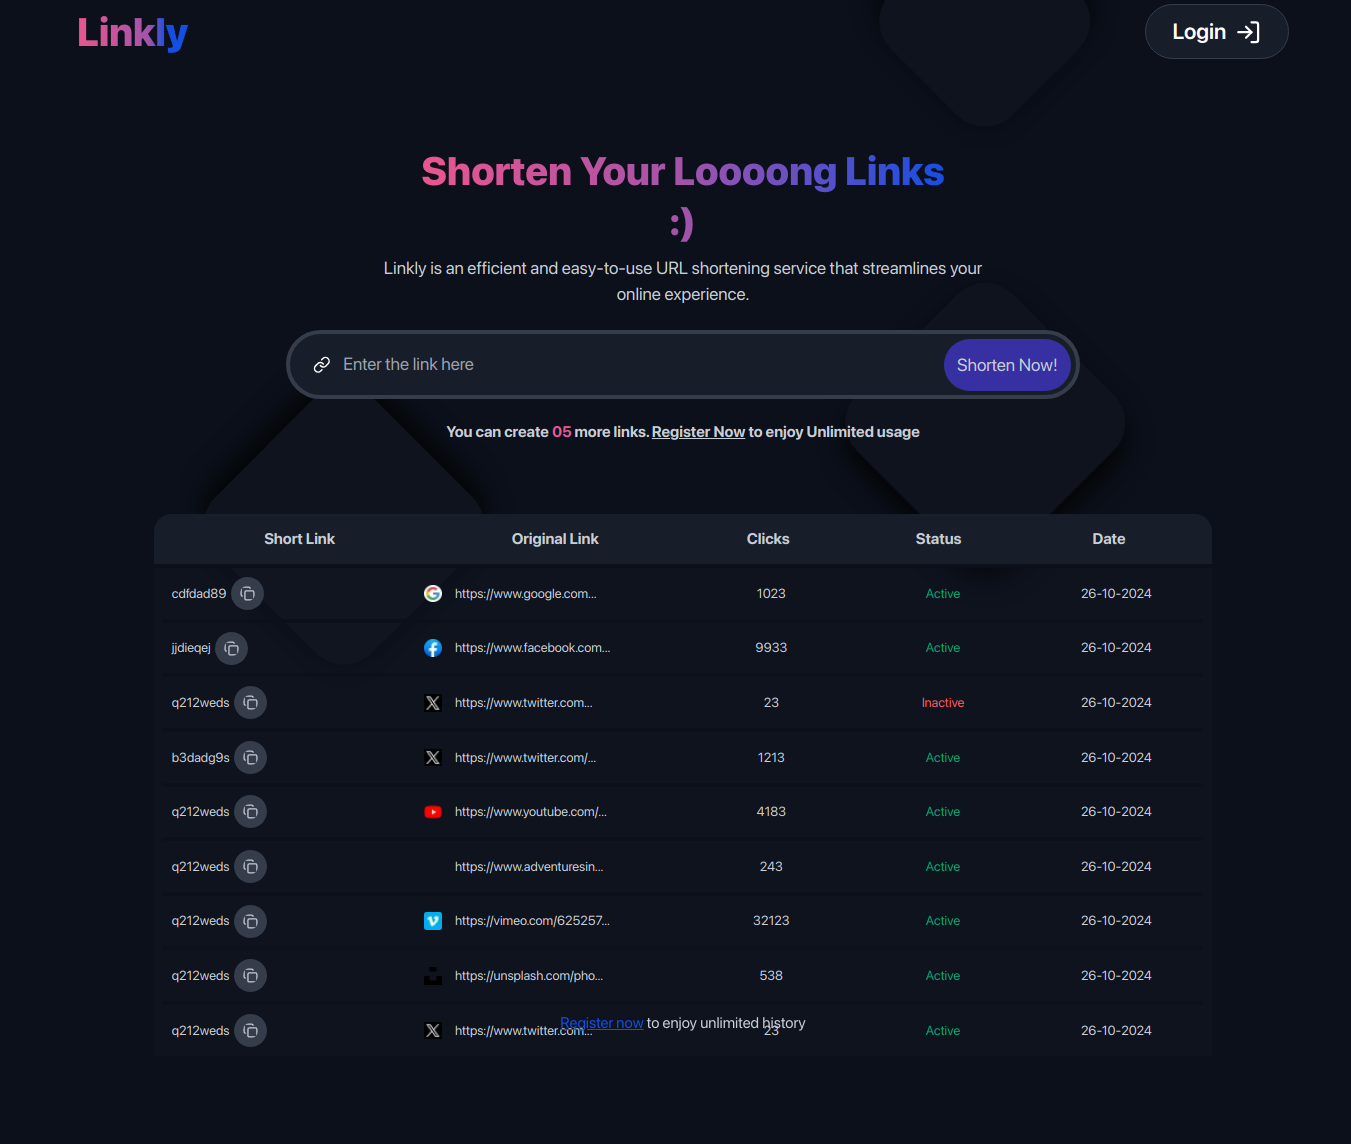 Linkly
Login
Shorten Your Loooong Links
:)
Linkly is an efficient and easy-to-use URL shortening service that streamlines your
online experience.
Enter the link here
Shorten Now!
You can create 05 more links. Register Now to enjoy Unlimited usage
Short Link Original Link Clicks Status Date
cdfdad89 https://www.google.com... 1023 Active 26-10-2024
jjdieqej https://www.facebook.com... 9933 Active 26-10-2024
q212weds https://www.twitter.com... 23 Inactive 26-10-2024
b3dadg9s https://www.twitter.com/... 1213 Active 26-10-2024
q212weds https://www.youtube.com/... 4183 Active 26-10-2024
q212weds https://www.adventuresin... 243 Active 26-10-2024
q212weds https://vimeo.com/625257... 32123 Active 26-10-2024
q212weds https://unsplash.com/pho... 538 Active 26-10-2024
Register now to enjoy unlimited history
q212weds https://www.twitter.com... 23 Active 26-10-2024